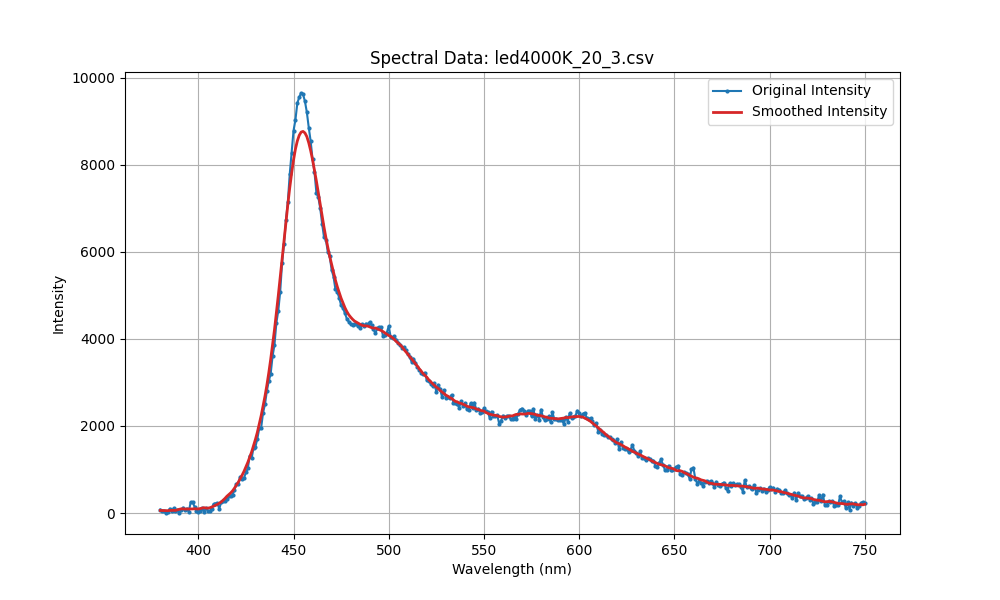 Spectral Data: led4000K_20_3.csv
Original Intensity
Smoothed Intensity
10000
8000
6000
4000
2000
0
Intensity
400 450 500 550 600 650 700 750
Wavelength (nm)